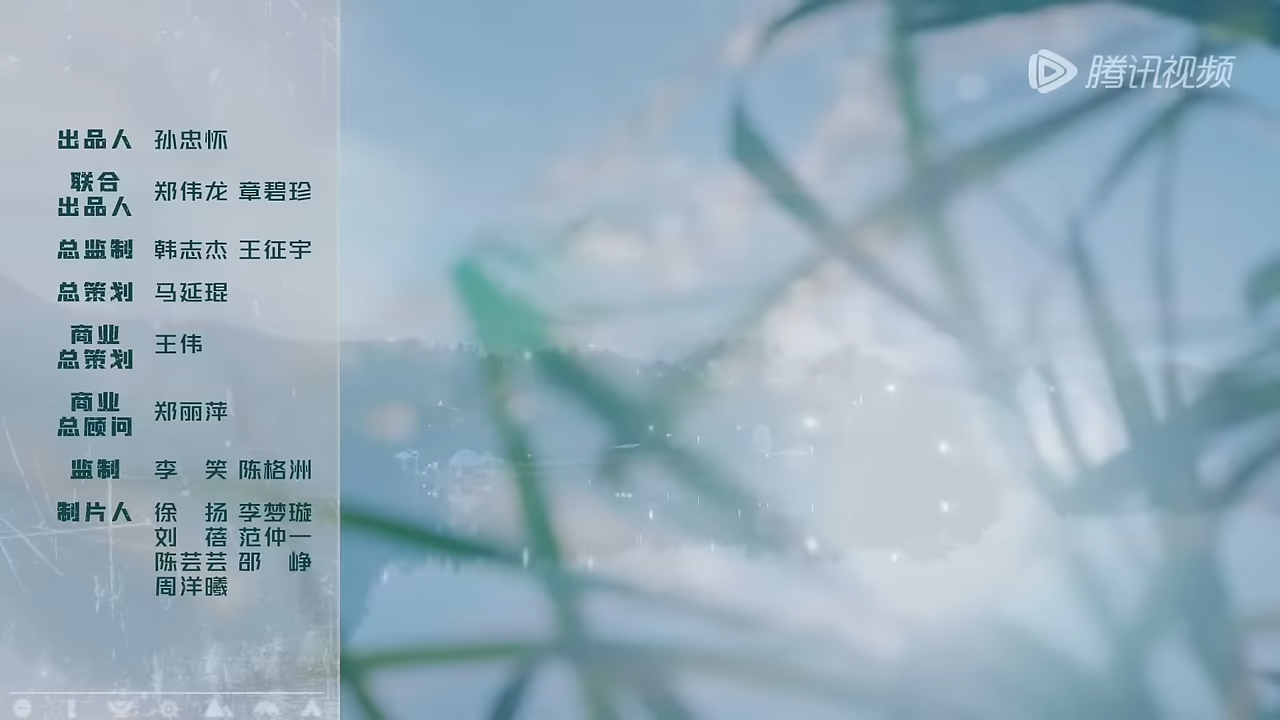 腾讯视频
出品人 孙忠怀
联合
出品人 郑伟龙 章碧珍
总监制 韩志杰 王征宇
总策划 马延琨
商业
总策划 王伟
商业
总顾问 郑丽萍
监制 李 笑 陈格洲
制片人 徐 扬 李梦璇
刘 蓓 范仲一
陈芸芸 邵 峥
周洋曦